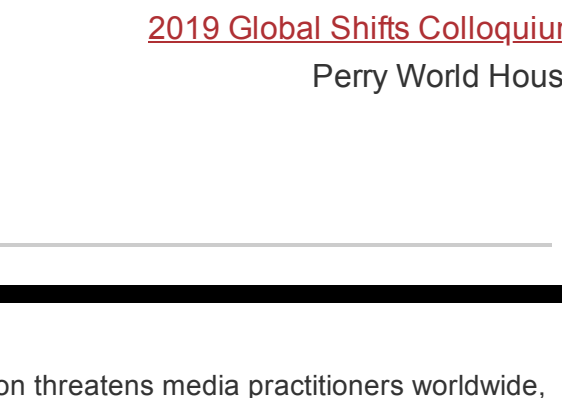 2019 Global Shifts Colloquiu
Perry World Hous
on threatens media practitioners worldwide,